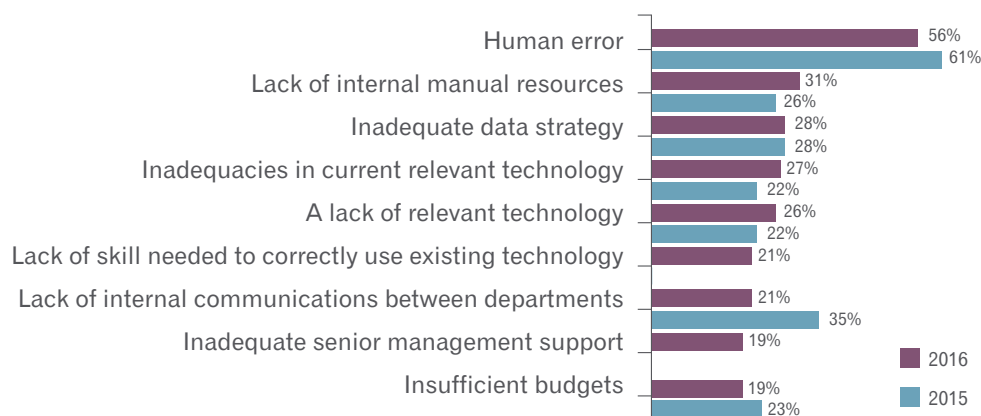 Human error
56%
61%
Lack of internal manual resources
31%
26%
Inadequate data strategy
28%
28%
Inadequacies in current relevant technology
27%
22%
A lack of relevant technology
26%
22%
Lack of skill needed to correctly use existing technology
21%
Lack of internal communications between departments
21%
35%
Inadequate senior management support
19%
Insufficient budgets
19%
23%
2016
2015